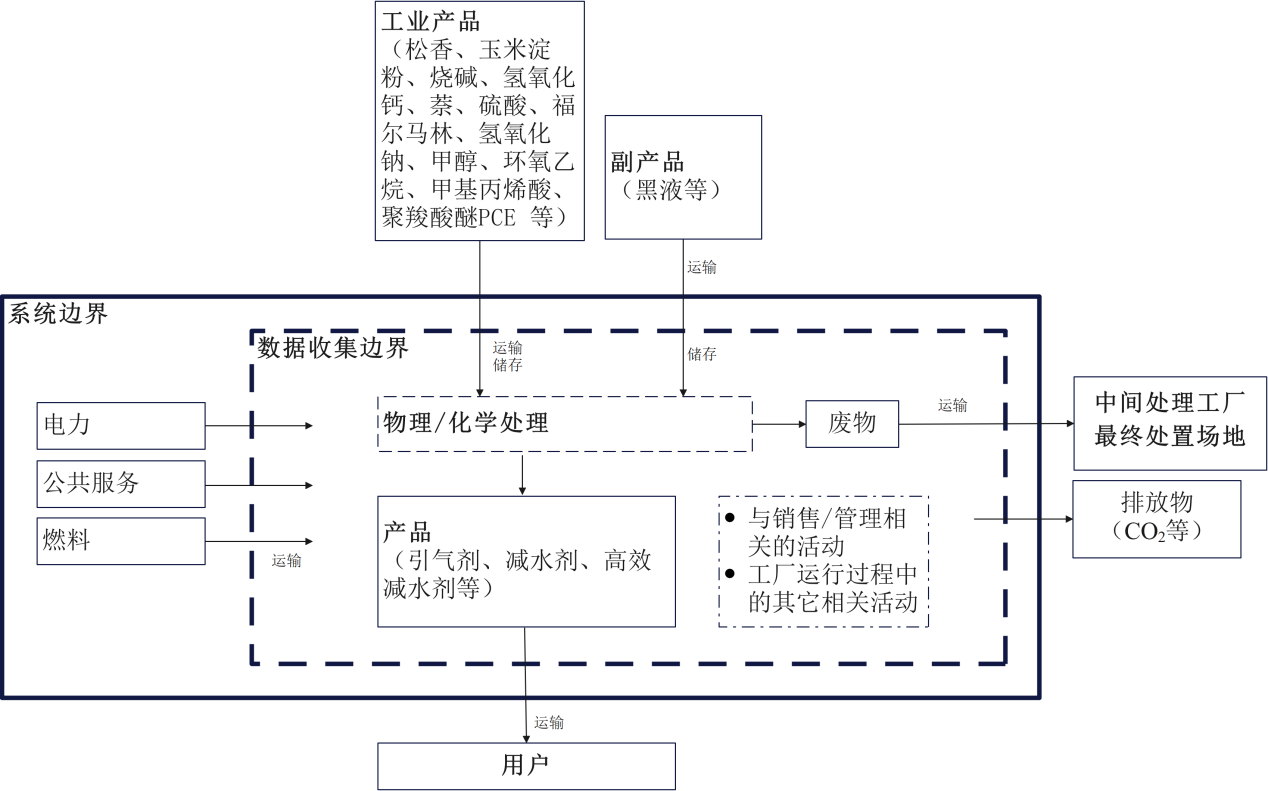 工业产品
（松香、玉米淀
粉、烧碱、氢氧化
钙、萘、硫酸、福
尔马林、氢氧化
钠、甲醇、环氧乙
烷、甲基丙烯酸、
聚羧酸醚PCE 等）
副产品
（黑液等）
运输
系统边界
数据收集边界
运输
储存
储存
电力
公共服务
燃料
运输
物理/化学处理
废物
运输
中间处理工厂
最终处置场地
排放物
（CO₂等）
产品
（引气剂、减水剂、高效
减水剂等）
● 与销售/管理相
关的活动
● 工厂运行过程中
的其它相关活动
运输
用户